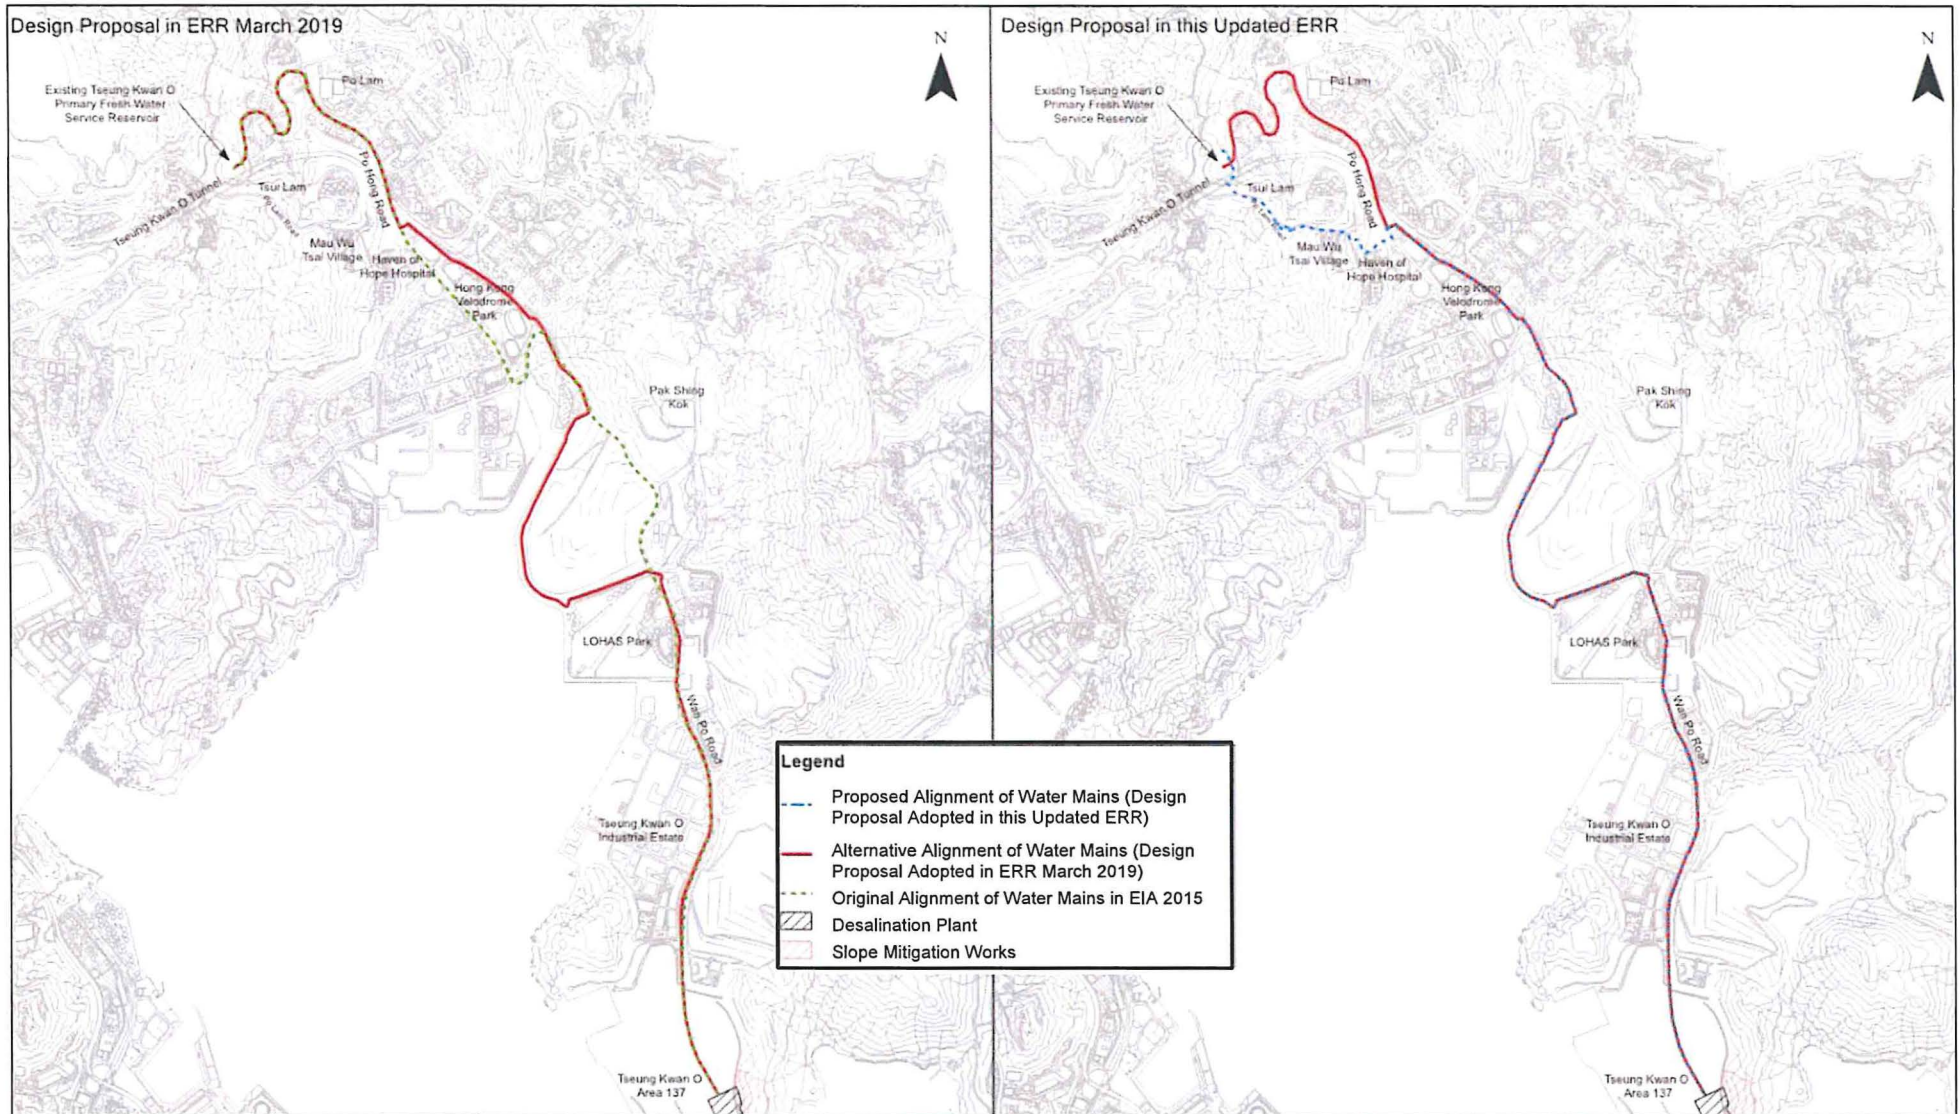 Design Proposal in ERR March 2019
N
Po Lam
Existing Tseung Kwan O
Primary Fresh Water
Service Reservoir
Po Hong Road
Tsui Lam
Tseung Kwan O Tunnel
Po Lam Road
Mau Wu
Tsai Village
Haven of
Hope Hospital
Hong Kong
Velodrome
Park
Pak Shing
Kok
LOHAS Park
Wan Po Road
Tseung Kwan O
Industrial Estate
Tseung Kwan O
Area 137
Design Proposal in this Updated ERR
N
Po Lam
Existing Tseung Kwan O
Primary Fresh Water
Service Reservoir
Po Hong Road
Tsui Lam
Tseung Kwan O Tunnel
Mau Wu
Tsai Village
Haven of
Hope Hospital
Hong Kong
Velodrome
Park
Pak Shing
Kok
LOHAS Park
Wan Po Road
Tseung Kwan O
Industrial Estate
Tseung Kwan O
Area 137
Legend
Proposed Alignment of Water Mains (Design
Proposal Adopted in this Updated ERR)
Alternative Alignment of Water Mains (Design
Proposal Adopted in ERR March 2019)
Original Alignment of Water Mains in EIA 2015
Desalination Plant
Slope Mitigation Works